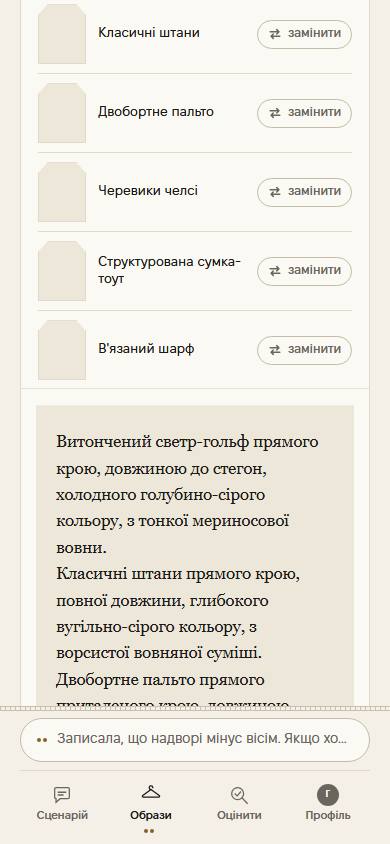 Класичні штани
замінити
Двобортне пальто
замінити
Черевики челсі
замінити
Структурована сумка-
тоут
замінити
В'язаний шарф
замінити
Витончений светр-гольф прямого
крою, довжиною до стегон,
холодного голубино-сірого
кольору, з тонкої мериносової
вовни.
Класичні штани прямого крою,
повної довжини, глибокого
вугільно-сірого кольору, з
ворсистої вовняної суміші.
Двобортне пальто прямого
приталеного крою, довжиною
Записала, що надворі мінус вісім. Якщо хо...
Сценарій
Образи
Оцінити
Г
Профіль